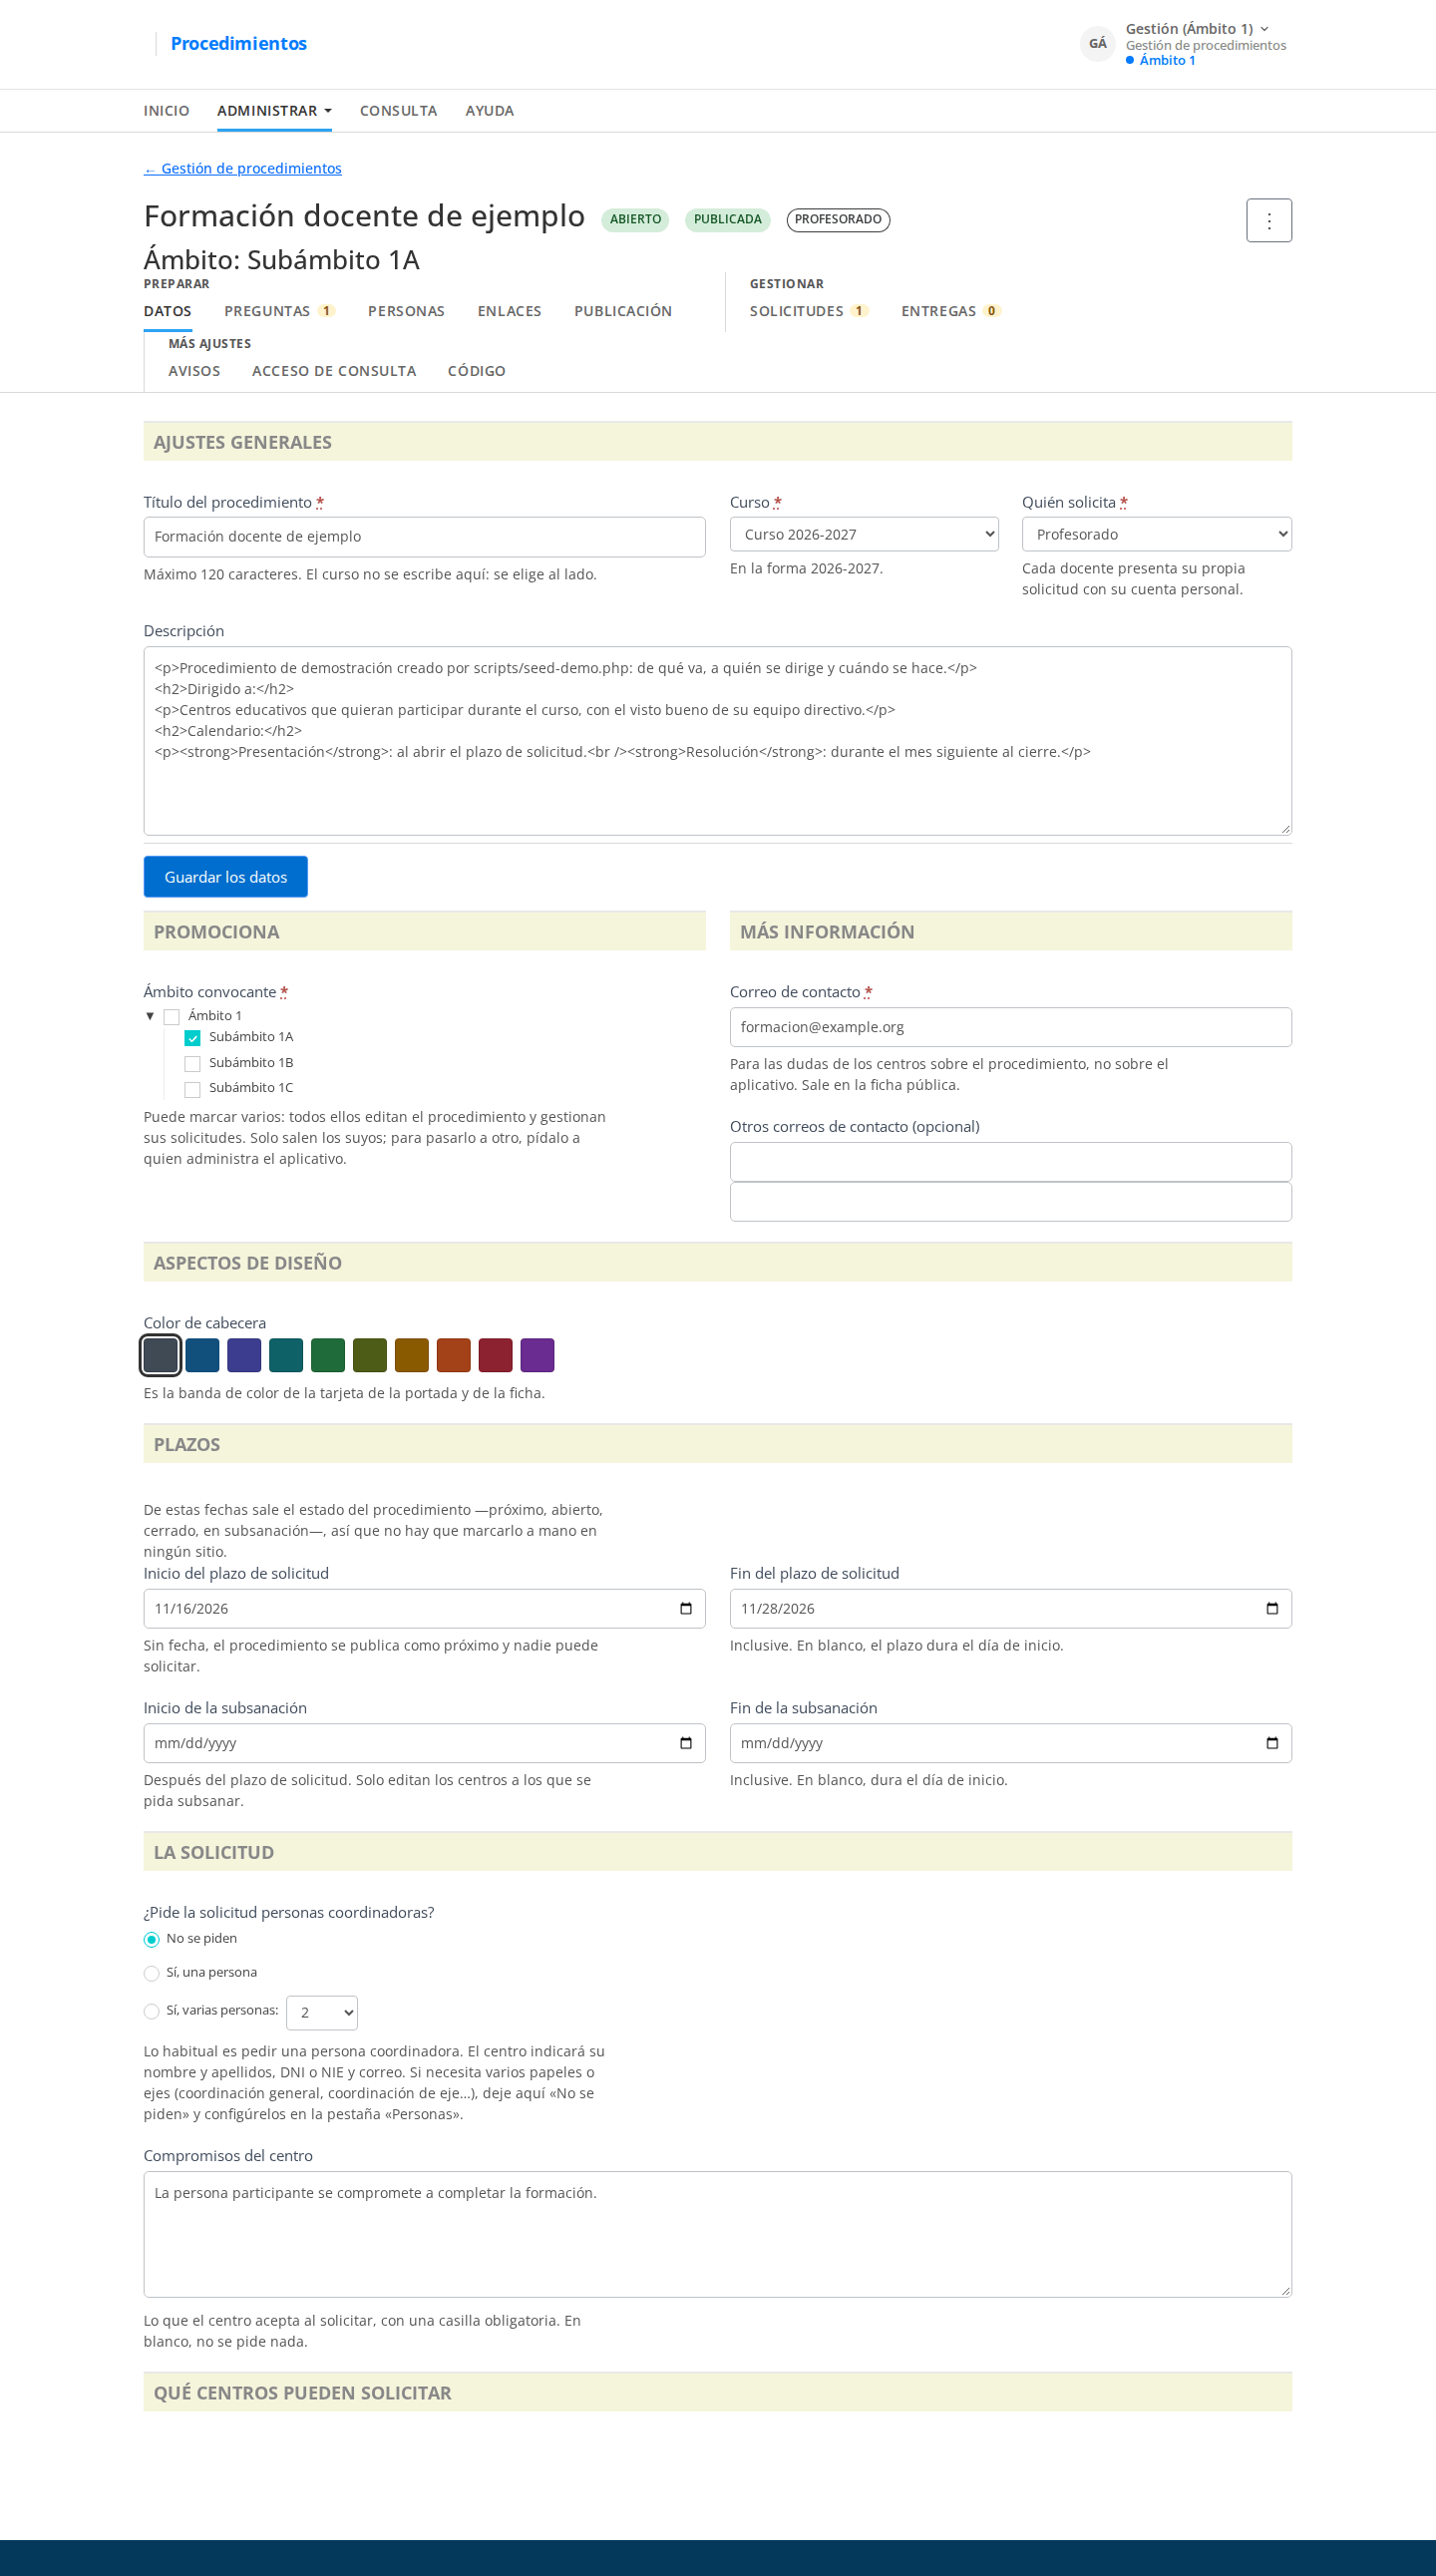 Procedimientos
GÁ
Gestión (Ámbito 1)
Gestión de procedimientos
Ámbito 1
INICIO
ADMINISTRAR
CONSULTA
AYUDA
← Gestión de procedimientos
Formación docente de ejemplo
ABIERTO
PUBLICADA
PROFESORADO
Ámbito: Subámbito 1A
PREPARAR
DATOS
PREGUNTAS 1
PERSONAS
ENLACES
PUBLICACIÓN
GESTIONAR
SOLICITUDES 1
ENTREGAS 0
MÁS AJUSTES
AVISOS
ACCESO DE CONSULTA
CÓDIGO
AJUSTES GENERALES
Título del procedimiento *
Formación docente de ejemplo
Máximo 120 caracteres. El curso no se escribe aquí: se elige al lado.
Curso *
Curso 2026-2027
En la forma 2026-2027.
Quién solicita *
Profesorado
Cada docente presenta su propia
solicitud con su cuenta personal.
Descripción
<p>Procedimiento de demostración creado por scripts/seed-demo.php: de qué va, a quién se dirige y cuándo se hace.</p>
<h2>Dirigido a:</h2>
<p>Centros educativos que quieran participar durante el curso, con el visto bueno de su equipo directivo.</p>
<h2>Calendario:</h2>
<p><strong>Presentación</strong>: al abrir el plazo de solicitud.<br /><strong>Resolución</strong>: durante el mes siguiente al cierre.</p>
Guardar los datos
PROMOCIONA
Ámbito convocante *
Ámbito 1
Subámbito 1A
Subámbito 1B
Subámbito 1C
Puede marcar varios: todos ellos editan el procedimiento y gestionan
sus solicitudes. Solo salen los suyos; para pasarlo a otro, pídalo a
quien administra el aplicativo.
MÁS INFORMACIÓN
Correo de contacto *
formacion@example.org
Para las dudas de los centros sobre el procedimiento, no sobre el
aplicativo. Sale en la ficha pública.
Otros correos de contacto (opcional)
ASPECTOS DE DISEÑO
Color de cabecera
Es la banda de color de la tarjeta de la portada y de la ficha.
PLAZOS
De estas fechas sale el estado del procedimiento —próximo, abierto,
cerrado, en subsanación—, así que no hay que marcarlo a mano en
ningún sitio.
Inicio del plazo de solicitud
11/16/2026
Sin fecha, el procedimiento se publica como próximo y nadie puede
solicitar.
Fin del plazo de solicitud
11/28/2026
Inclusive. En blanco, el plazo dura el día de inicio.
Inicio de la subsanación
mm/dd/yyyy
Después del plazo de solicitud. Solo editan los centros a los que se
pida subsanar.
Fin de la subsanación
mm/dd/yyyy
Inclusive. En blanco, dura el día de inicio.
LA SOLICITUD
¿Pide la solicitud personas coordinadoras?
No se piden
Sí, una persona
Sí, varias personas: 2
Lo habitual es pedir una persona coordinadora. El centro indicará su
nombre y apellidos, DNI o NIE y correo. Si necesita varios papeles o
ejes (coordinación general, coordinación de eje…), deje aquí «No se
piden» y configúrelos en la pestaña «Personas».
Compromisos del centro
La persona participante se compromete a completar la formación.
Lo que el centro acepta al solicitar, con una casilla obligatoria. En
blanco, no se pide nada.
QUÉ CENTROS PUEDEN SOLICITAR